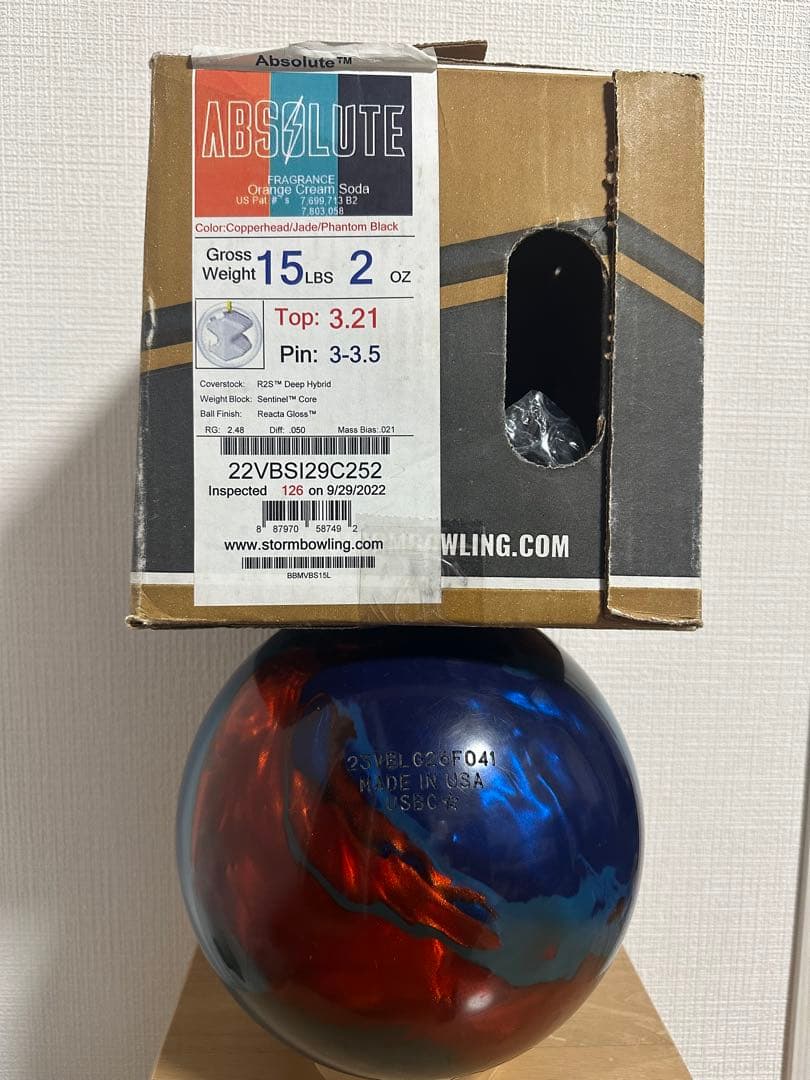 Absolute™
ABSOLUTE
FRAGRANCE
Orange Cream Soda
US Pat #'s 7,699,713 B2
7,803,058
Color:Copperhead/Jade/Phantom Black
Gross Weight 15 LBS 2 OZ
Top: 3.21
Pin: 3-3.5
Coverstock: R2S™ Deep Hybrid
Weight Block: Sentinel™ Core
Ball Finish: Reacta Gloss™
RG: 2.48 Diff: .050 Mass Bias:.021
22VBSI29C252
Inspected 126 on 9/29/2022
8 87970 58749 2
www.stormbowling.com
BBMVBS15L
MBOWLING.COM
MADE IN USA
USBC☆